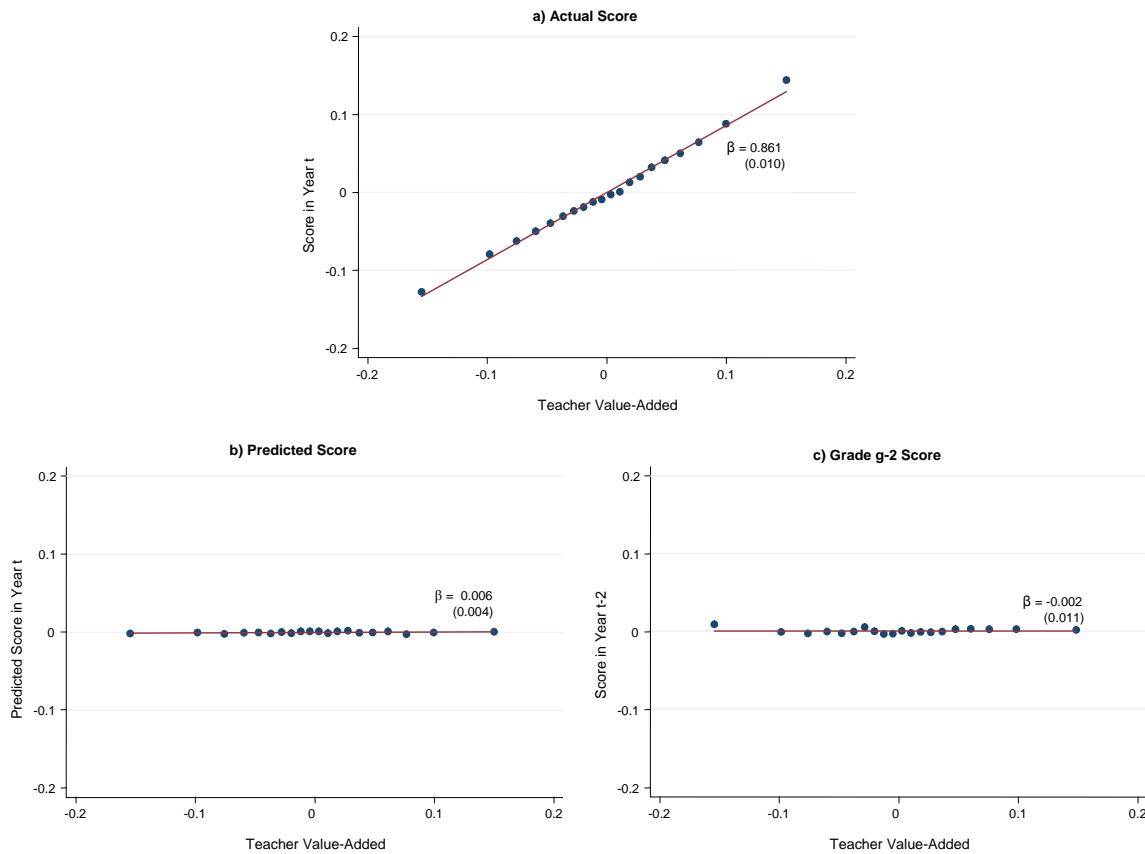 a) Actual Score
0.2
0.1
0
-0.1
-0.2
Score in Year t
β = 0.861
(0.010)
-0.2 -0.1 0 0.1 0.2
Teacher Value-Added
b) Predicted Score
0.2
0.1
0
-0.1
-0.2
Predicted Score in Year t
β = 0.006
(0.004)
-0.2 -0.1 0 0.1 0.2
Teacher Value-Added
c) Grade g-2 Score
0.2
0.1
0
-0.1
-0.2
Score in Year t-2
β = -0.002
(0.011)
-0.2 -0.1 0 0.1 0.2
Teacher Value-Added